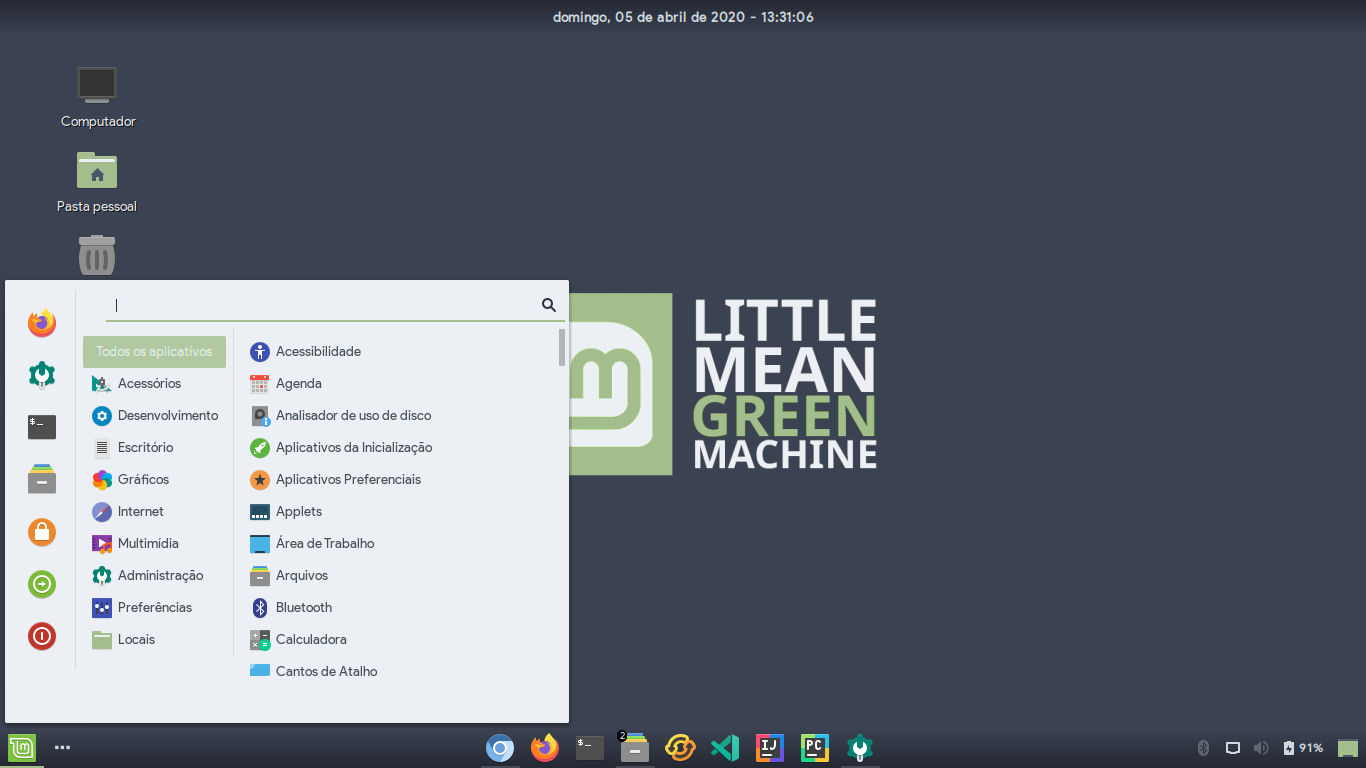 domingo, 05 de abril de 2020 - 13:31:06
Computador
Pasta pessoal
Todos os aplicativos
Acessórios
Desenvolvimento
Escritório
Gráficos
Internet
Multimídia
Administração
Preferências
Locais
Acessibilidade
Agenda
Analisador de uso de disco
Aplicativos da Inicialização
Aplicativos Preferenciais
Applets
Área de Trabalho
Arquivos
Bluetooth
Calculadora
Cantos de Atalho
LITTLE
MEAN
GREEN
MACHINE
$_
$_
2
IJ
PC
91%